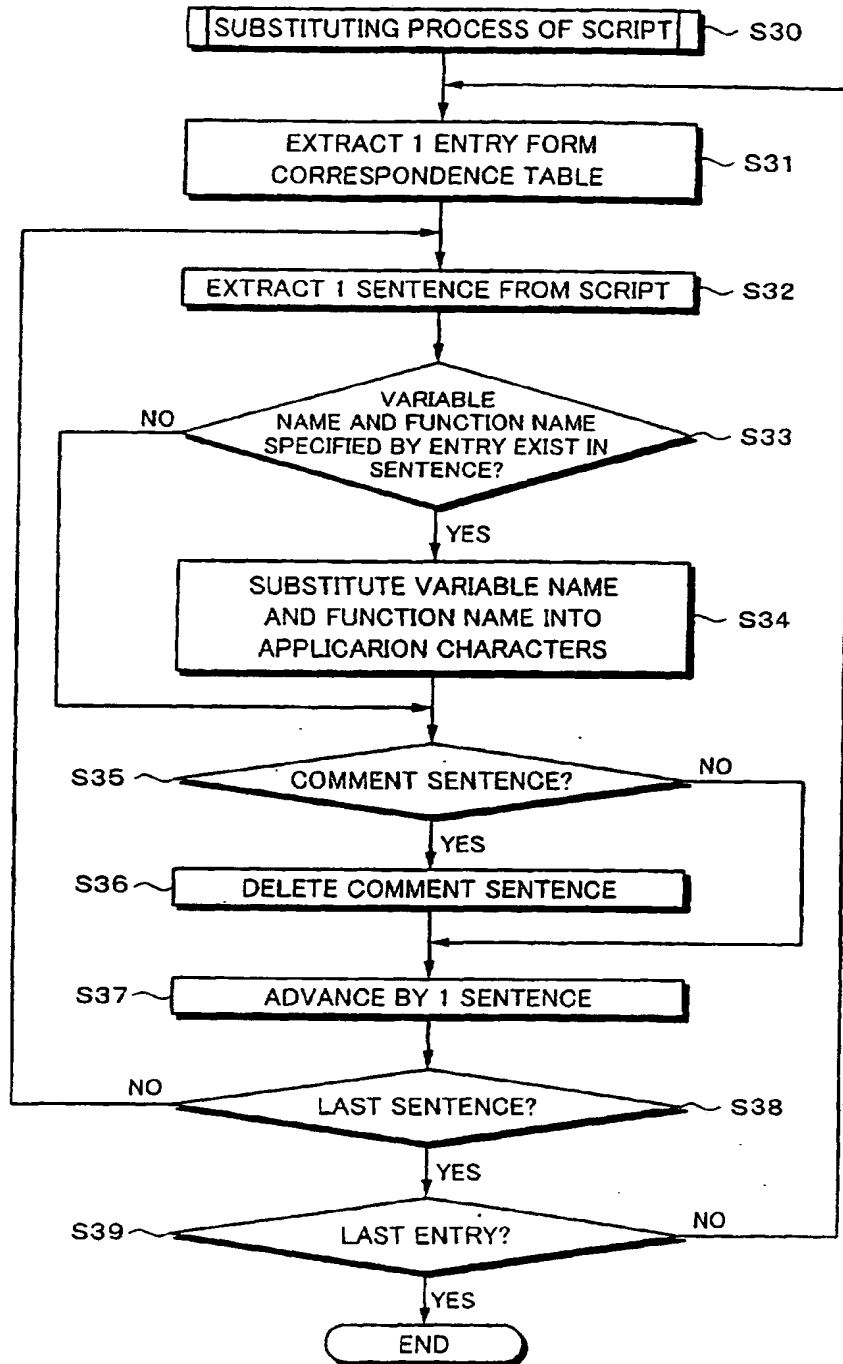 SUBSTITUTING PROCESS OF SCRIPT
S30
EXTRACT 1 ENTRY FORM
CORRESPONDENCE TABLE
S31
EXTRACT 1 SENTENCE FROM SCRIPT
S32
VARIABLE
NAME AND FUNCTION NAME
SPECIFIED BY ENTRY EXIST IN
SENTENCE?
NO
S33
YES
SUBSTITUTE VARIABLE NAME
AND FUNCTION NAME INTO
APPLICARION CHARACTERS
S34
S35
COMMENT SENTENCE?
NO
YES
S36
DELETE COMMENT SENTENCE
S37
ADVANCE BY 1 SENTENCE
NO
LAST SENTENCE?
S38
YES
S39
LAST ENTRY?
NO
YES
END